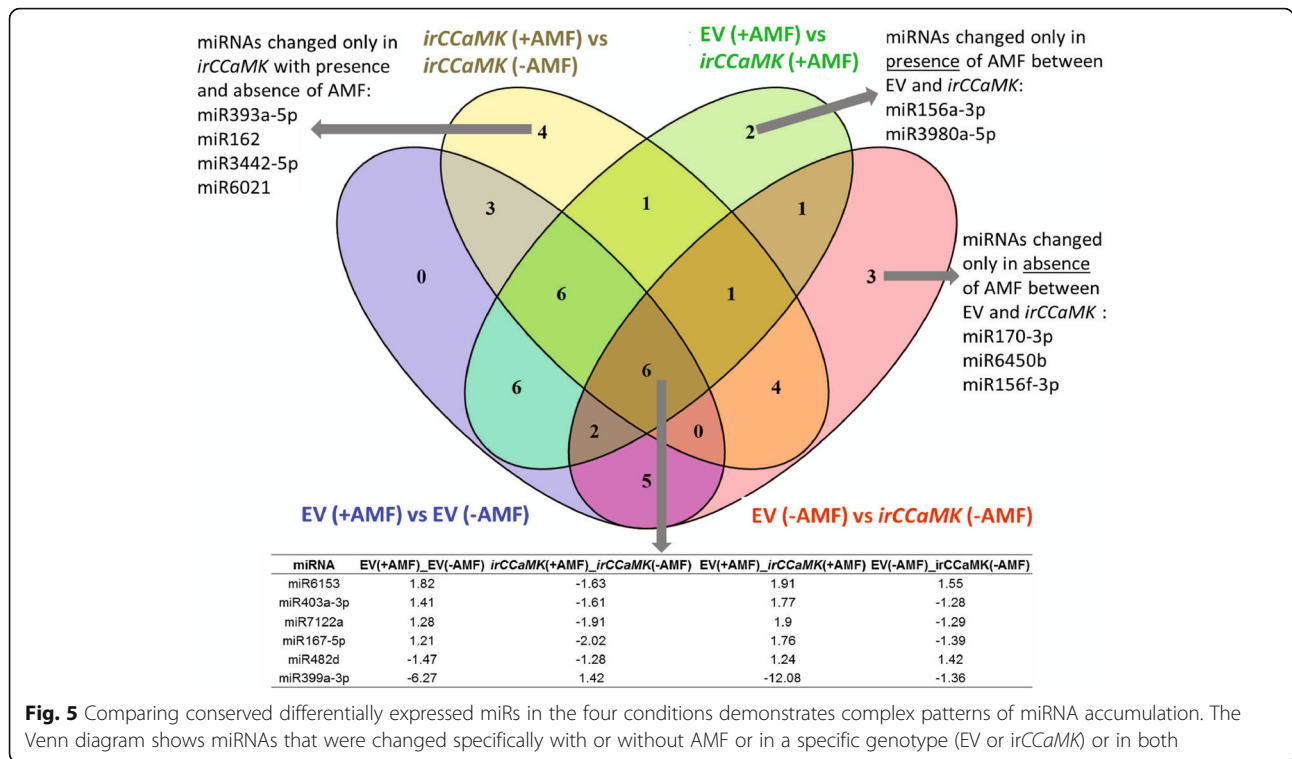 miRNAs changed only in
irCCaMK with presence
and absence of AMF:
miR393a-5p
miR162
miR3442-5p
miR6021
irCCaMK (+AMF) vs
irCCaMK (-AMF)
EV (+AMF) vs
irCCaMK (+AMF)
miRNAs changed only in
presence of AMF between
EV and irCCaMK:
miR156a-3p
miR3980a-5p
miRNAs changed
only in absence
of AMF between
EV and irCCaMK :
miR170-3p
miR6450b
miR156f-3p
4
2
3
1
1
0
3
6
1
6
6
4
2
0
5
EV (+AMF) vs EV (-AMF)
EV (-AMF) vs irCCaMK (-AMF)
miRNA EV(+AMF)_EV(-AMF) irCCaMK(+AMF)_irCCaMK(-AMF) EV(+AMF)_irCCaMK(+AMF) EV(-AMF)_irCCaMK(-AMF)
miR6153 1.82 -1.63 1.91 1.55
miR403a-3p 1.41 -1.61 1.77 -1.28
miR7122a 1.28 -1.91 1.9 -1.29
miR167-5p 1.21 -2.02 1.76 -1.39
miR482d -1.47 -1.28 1.24 1.42
miR399a-3p -6.27 1.42 -12.08 -1.36
Fig. 5 Comparing conserved differentially expressed miRs in the four conditions demonstrates complex patterns of miRNA accumulation. The
Venn diagram shows miRNAs that were changed specifically with or without AMF or in a specific genotype (EV or irCCaMK) or in both